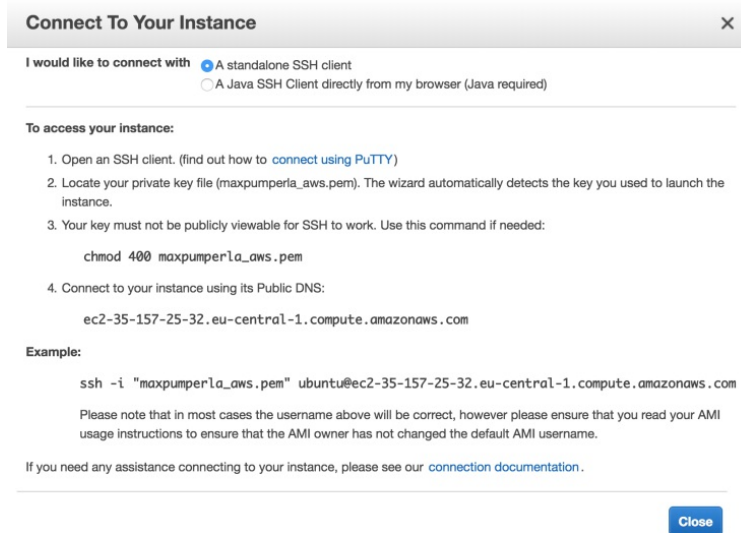 Connect To Your Instance ×
I would like to connect with A standalone SSH client
A Java SSH Client directly from my browser (Java required)
To access your instance:
1. Open an SSH client. (find out how to connect using PuTTY)
2. Locate your private key file (maxpumperla_aws.pem). The wizard automatically detects the key you used to launch the
instance.
3. Your key must not be publicly viewable for SSH to work. Use this command if needed:
chmod 400 maxpumperla_aws.pem
4. Connect to your instance using its Public DNS:
ec2-35-157-25-32.eu-central-1.compute.amazonaws.com
Example:
ssh -i "maxpumperla_aws.pem" ubuntu@ec2-35-157-25-32.eu-central-1.compute.amazonaws.com
Please note that in most cases the username above will be correct, however please ensure that you read your AMI
usage instructions to ensure that the AMI owner has not changed the default AMI username.
If you need any assistance connecting to your instance, please see our connection documentation.
Close